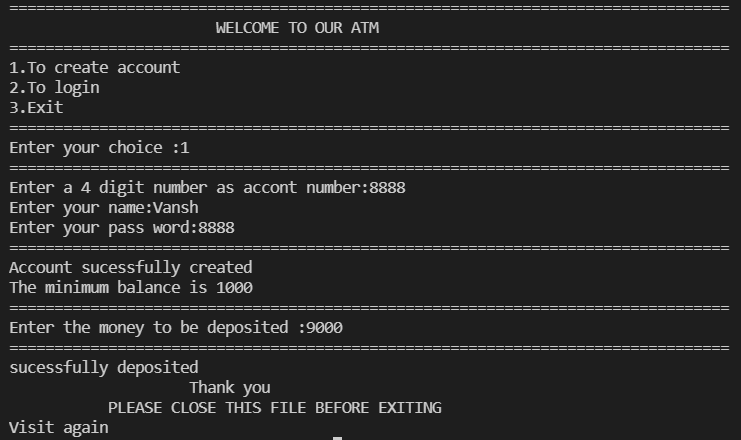 ================================================================================
WELCOME TO OUR ATM
================================================================================
1.To create account
2.To login
3.Exit
================================================================================
Enter your choice :1
================================================================================
Enter a 4 digit number as accont number:8888
Enter your name:Vansh
Enter your pass word:8888
================================================================================
Account sucessfully created
The minimum balance is 1000
================================================================================
Enter the money to be deposited :9000
================================================================================
sucessfully deposited
Thank you
PLEASE CLOSE THIS FILE BEFORE EXITING
Visit again